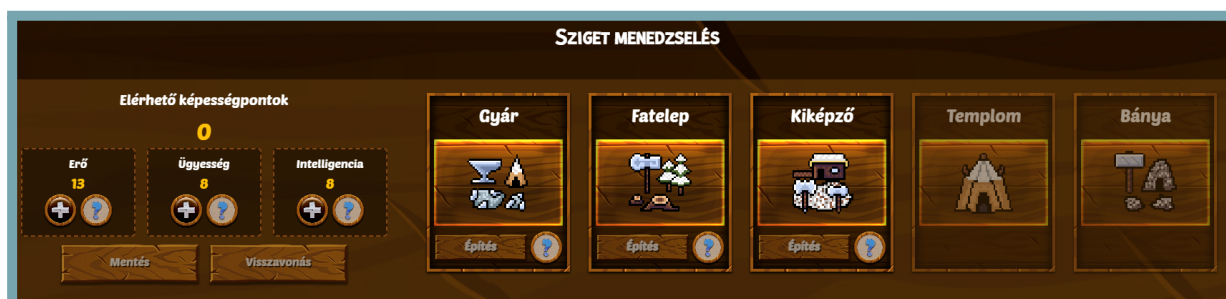 Sziget menedzselés
Elérhető képességpontok
0
Erő
13
Ügyesség
8
Intelligencia
8
Mentés
Visszavonás
Gyár
Építés
Fatelep
Építés
Kiképző
Építés
Templom
Bánya